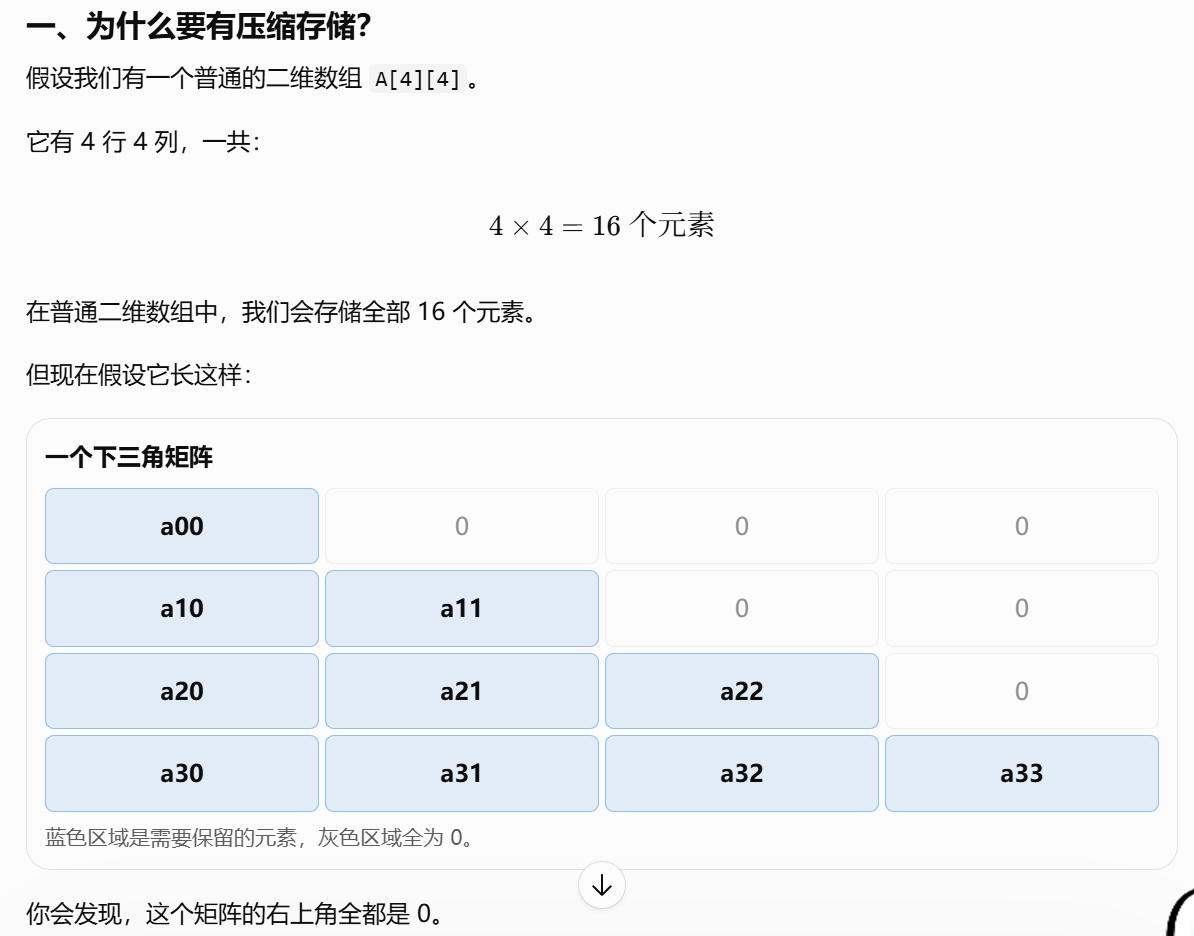 一、为什么要有压缩存储？
假设我们有一个普通的二维数组 A[4][4]。
它有 4 行 4 列，一共：
4 × 4 = 16 个元素
在普通二维数组中，我们会存储全部 16 个元素。
但现在假设它长这样：
一个下三角矩阵
a00 0 0 0
a10 a11 0 0
a20 a21 a22 0
a30 a31 a32 a33
蓝色区域是需要保留的元素，灰色区域全为 0。
你会发现，这个矩阵的右上角全都是 0。